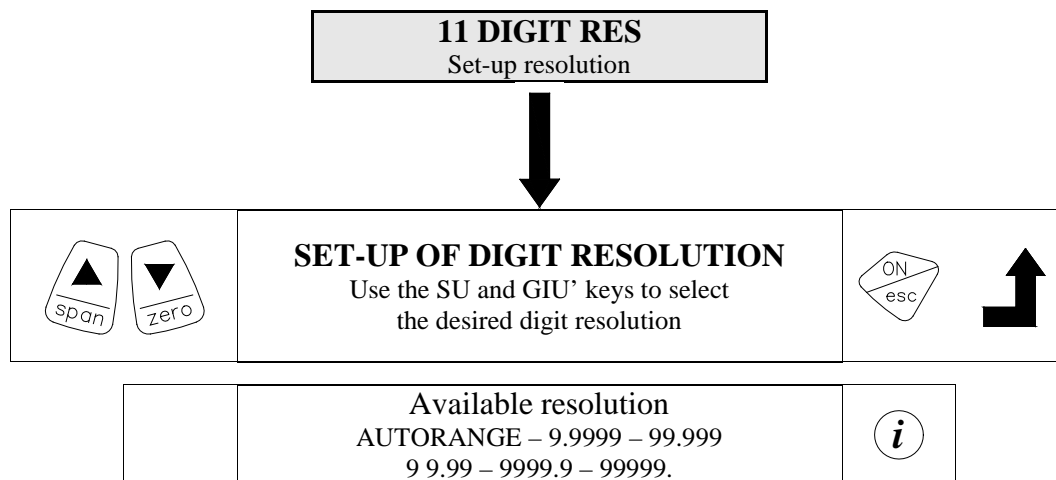 11 DIGIT RES
Set-up resolution
SET-UP OF DIGIT RESOLUTION
Use the SU and GIU’ keys to select
the desired digit resolution
span
zero
ON
esc
Available resolution
AUTORANGE – 9.9999 – 99.999
9 9.99 – 9999.9 – 99999.
i